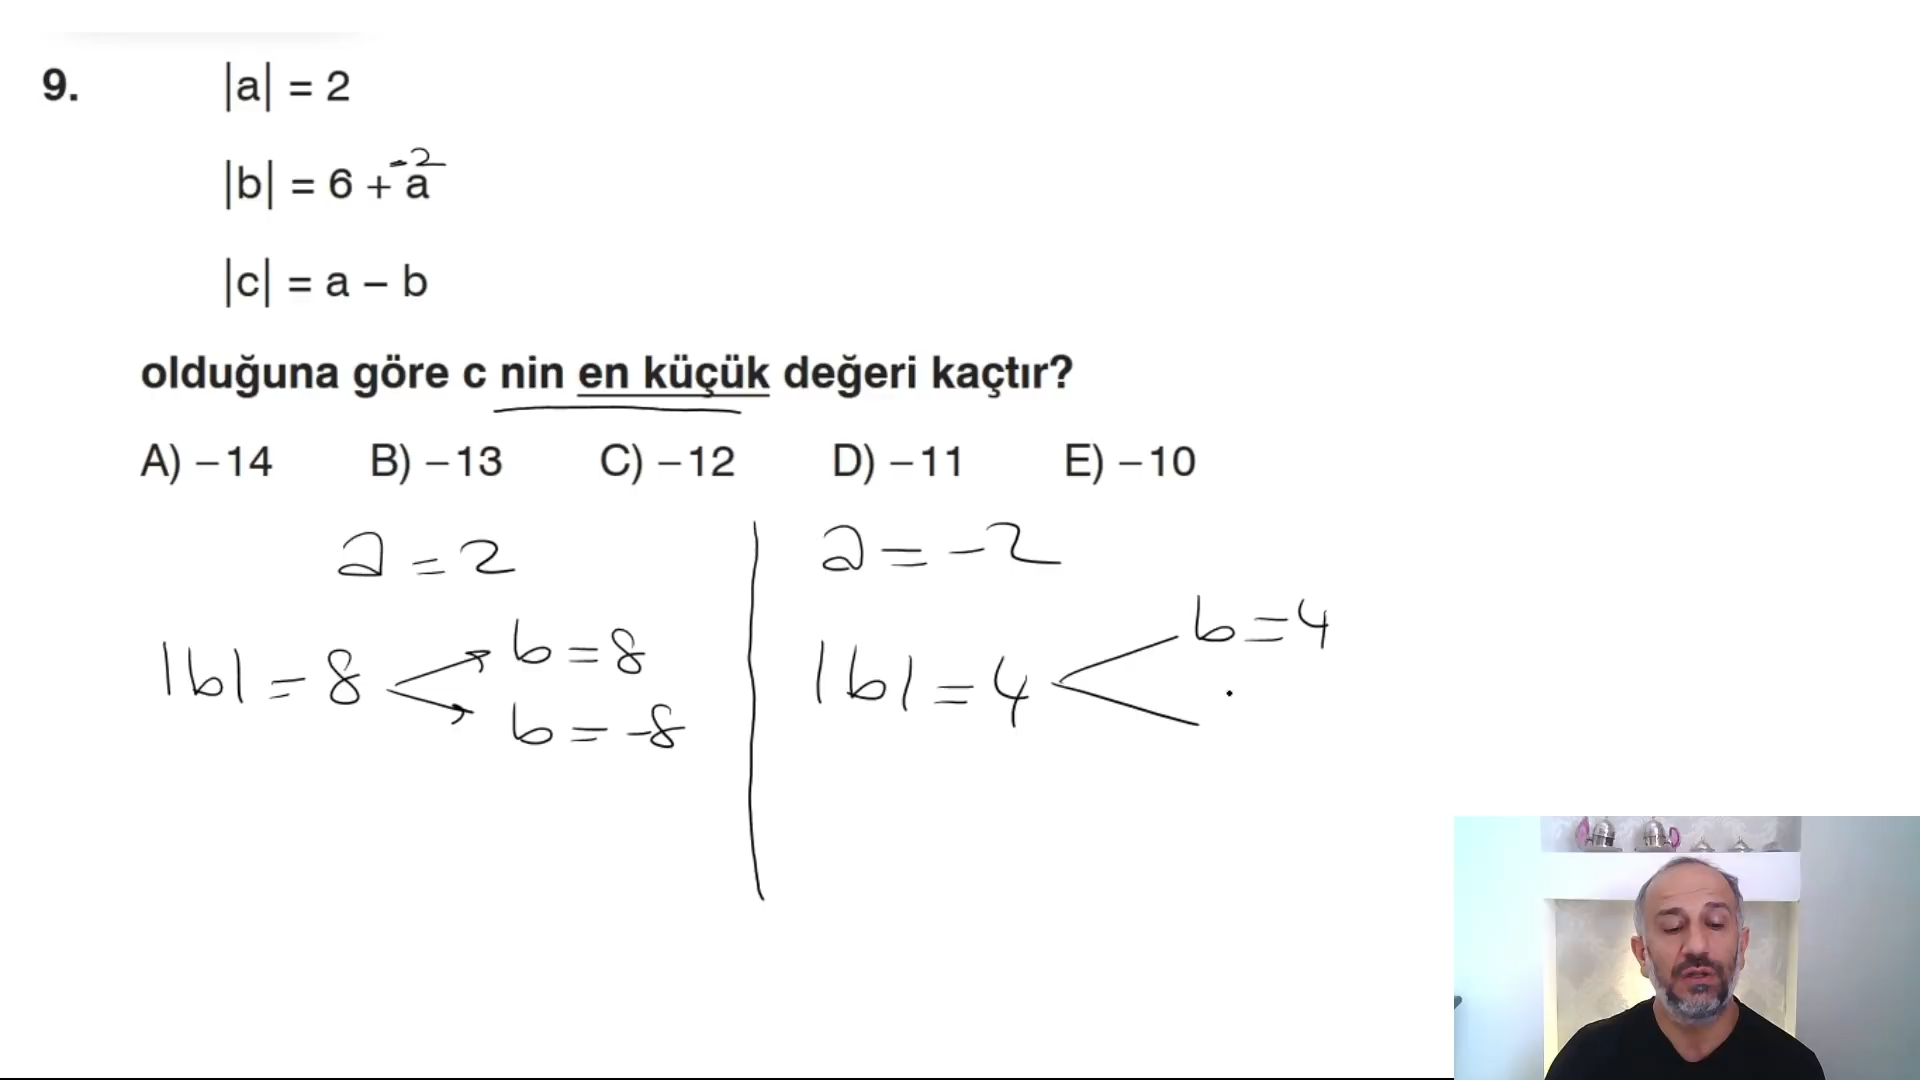 9. |a| = 2
-2
|b| = 6 + a
|c| = a – b
olduğuna göre c nin en küçük değeri kaçtır?
A) –14 B) –13 C) –12 D) –11 E) –10
a = 2
|b| = 8
b = 8
b = -8
a = -2
|b| = 4
b = 4